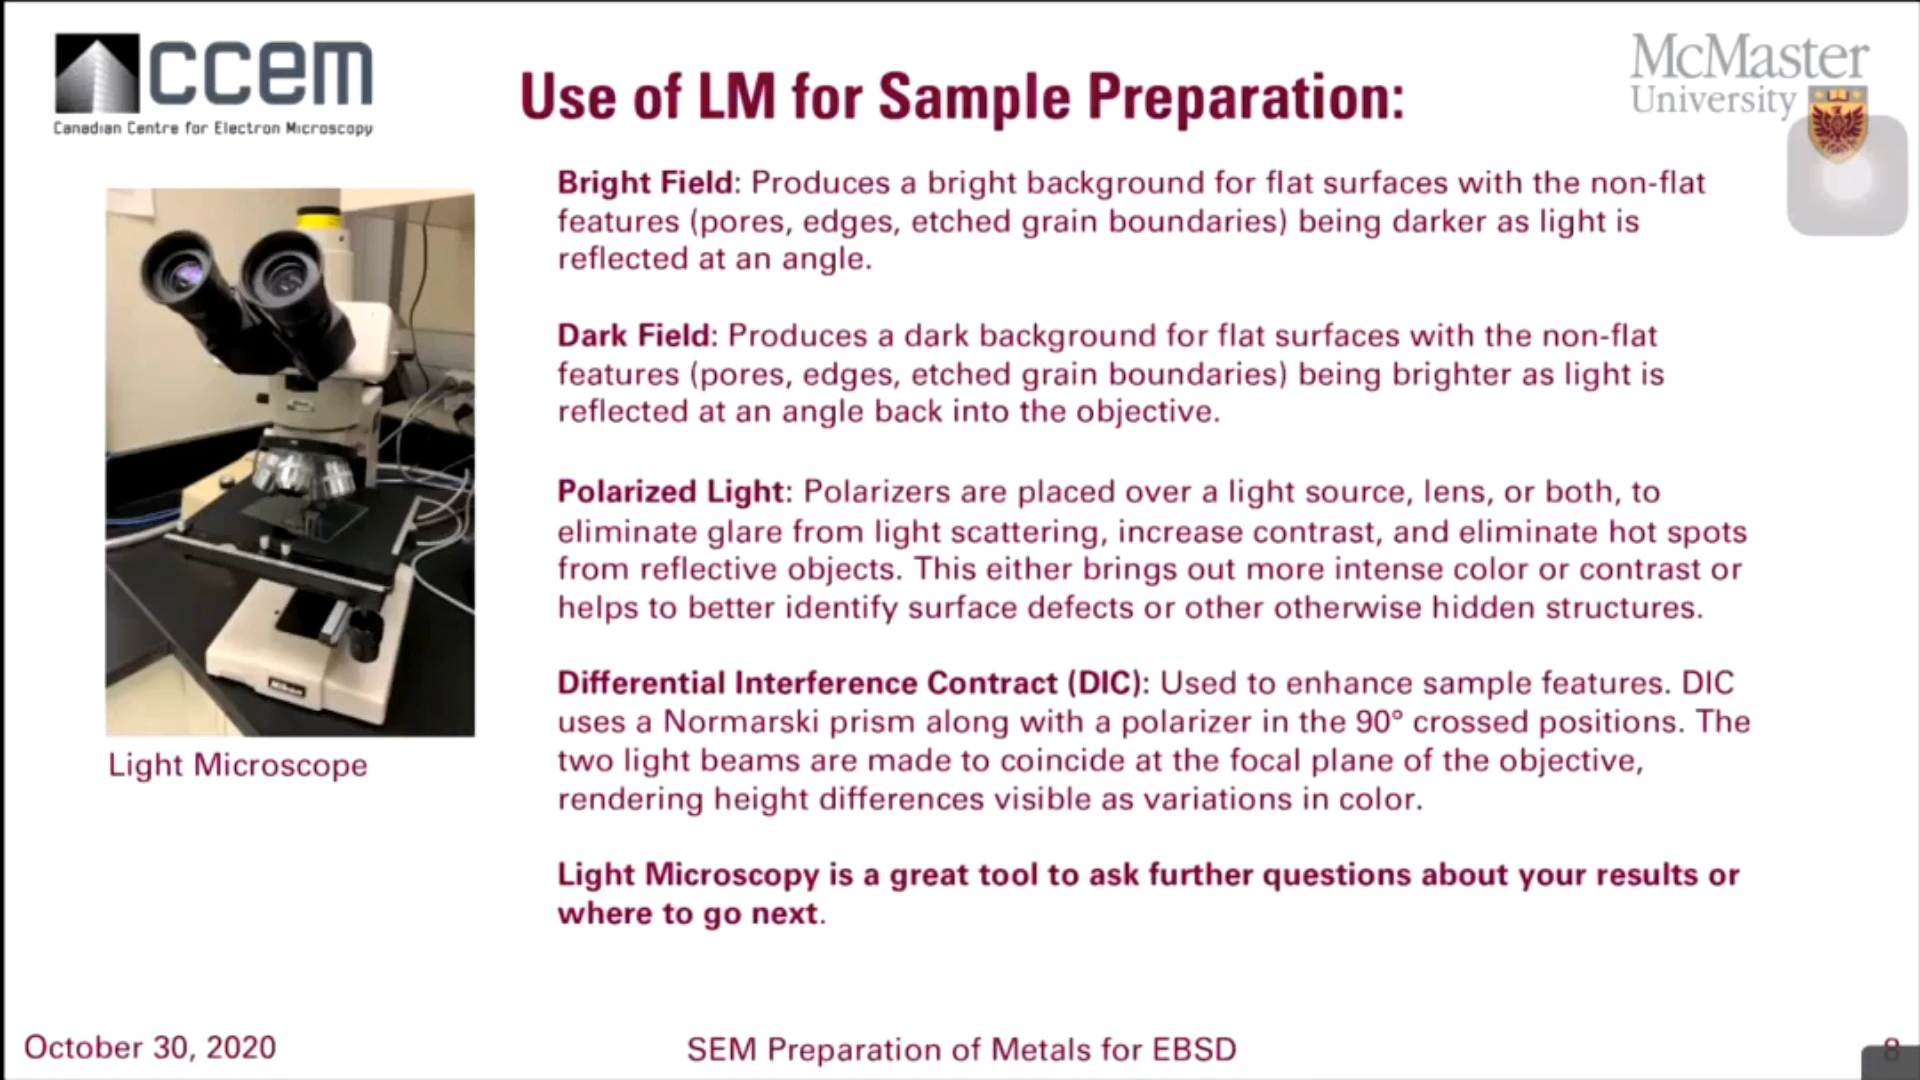 ccem
Canadian Centre for Electron Microscopy
Use of LM for Sample Preparation:
McMaster
University
Bright Field: Produces a bright background for flat surfaces with the non-flat
features (pores, edges, etched grain boundaries) being darker as light is
reflected at an angle.
Dark Field: Produces a dark background for flat surfaces with the non-flat
features (pores, edges, etched grain boundaries) being brighter as light is
reflected at an angle back into the objective.
Polarized Light: Polarizers are placed over a light source, lens, or both, to
eliminate glare from light scattering, increase contrast, and eliminate hot spots
from reflective objects. This either brings out more intense color or contrast or
helps to better identify surface defects or other otherwise hidden structures.
Differential Interference Contract (DIC): Used to enhance sample features. DIC
uses a Normarski prism along with a polarizer in the 90° crossed positions. The
two light beams are made to coincide at the focal plane of the objective,
rendering height differences visible as variations in color.
Light Microscopy is a great tool to ask further questions about your results or
where to go next.
Nikon
Light Microscope
October 30, 2020
SEM Preparation of Metals for EBSD
8